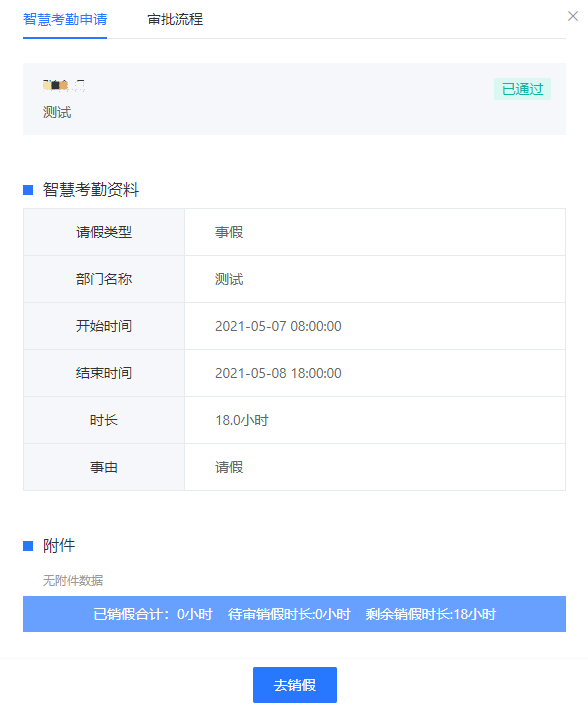 智慧考勤申请 审批流程
已通过
测试
智慧考勤资料
请假类型 事假
部门名称 测试
开始时间 2021-05-07 08:00:00
结束时间 2021-05-08 18:00:00
时长 18.0小时
事由 请假
附件
无附件数据
已销假合计：0小时 待审销假时长:0小时 剩余销假时长:18小时
去销假